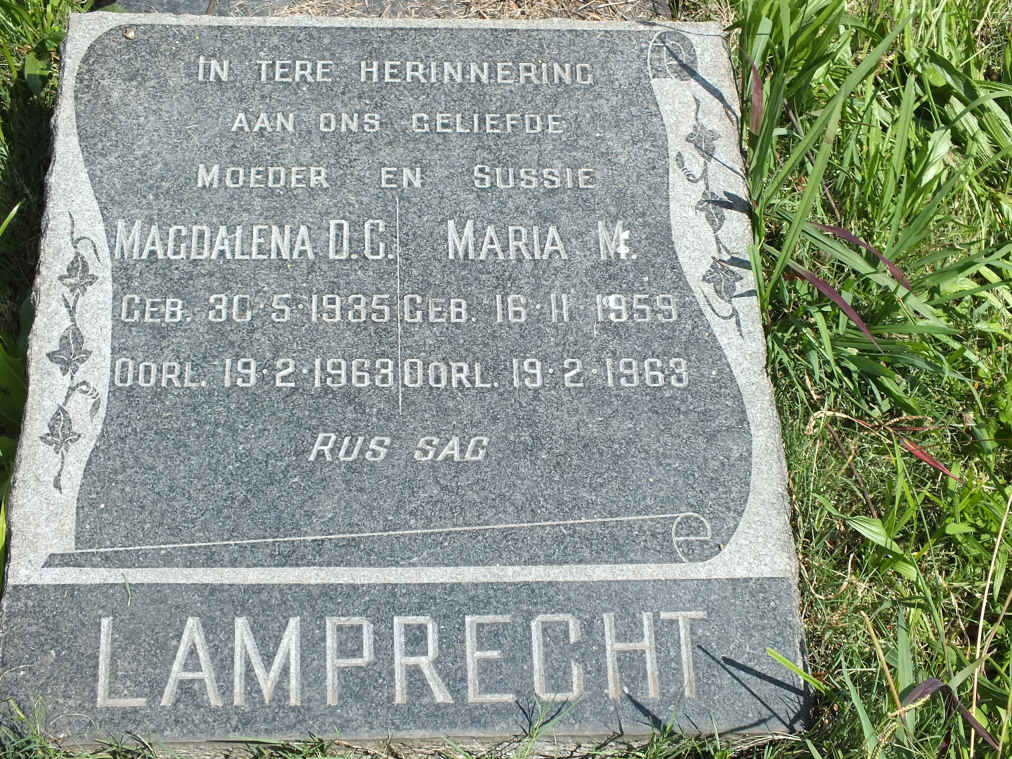 IN TERE HERINNERING
AAN ONS GELIEFDE
MOEDER EN SUSSIE
MAGDALENA D.C. MARIA M.
GEB. 30·5·1935 GEB. 16·11·1959
OORL. 19·2·1963 OORL. 19·2·1963
RUS SAG
LAMPRECHT